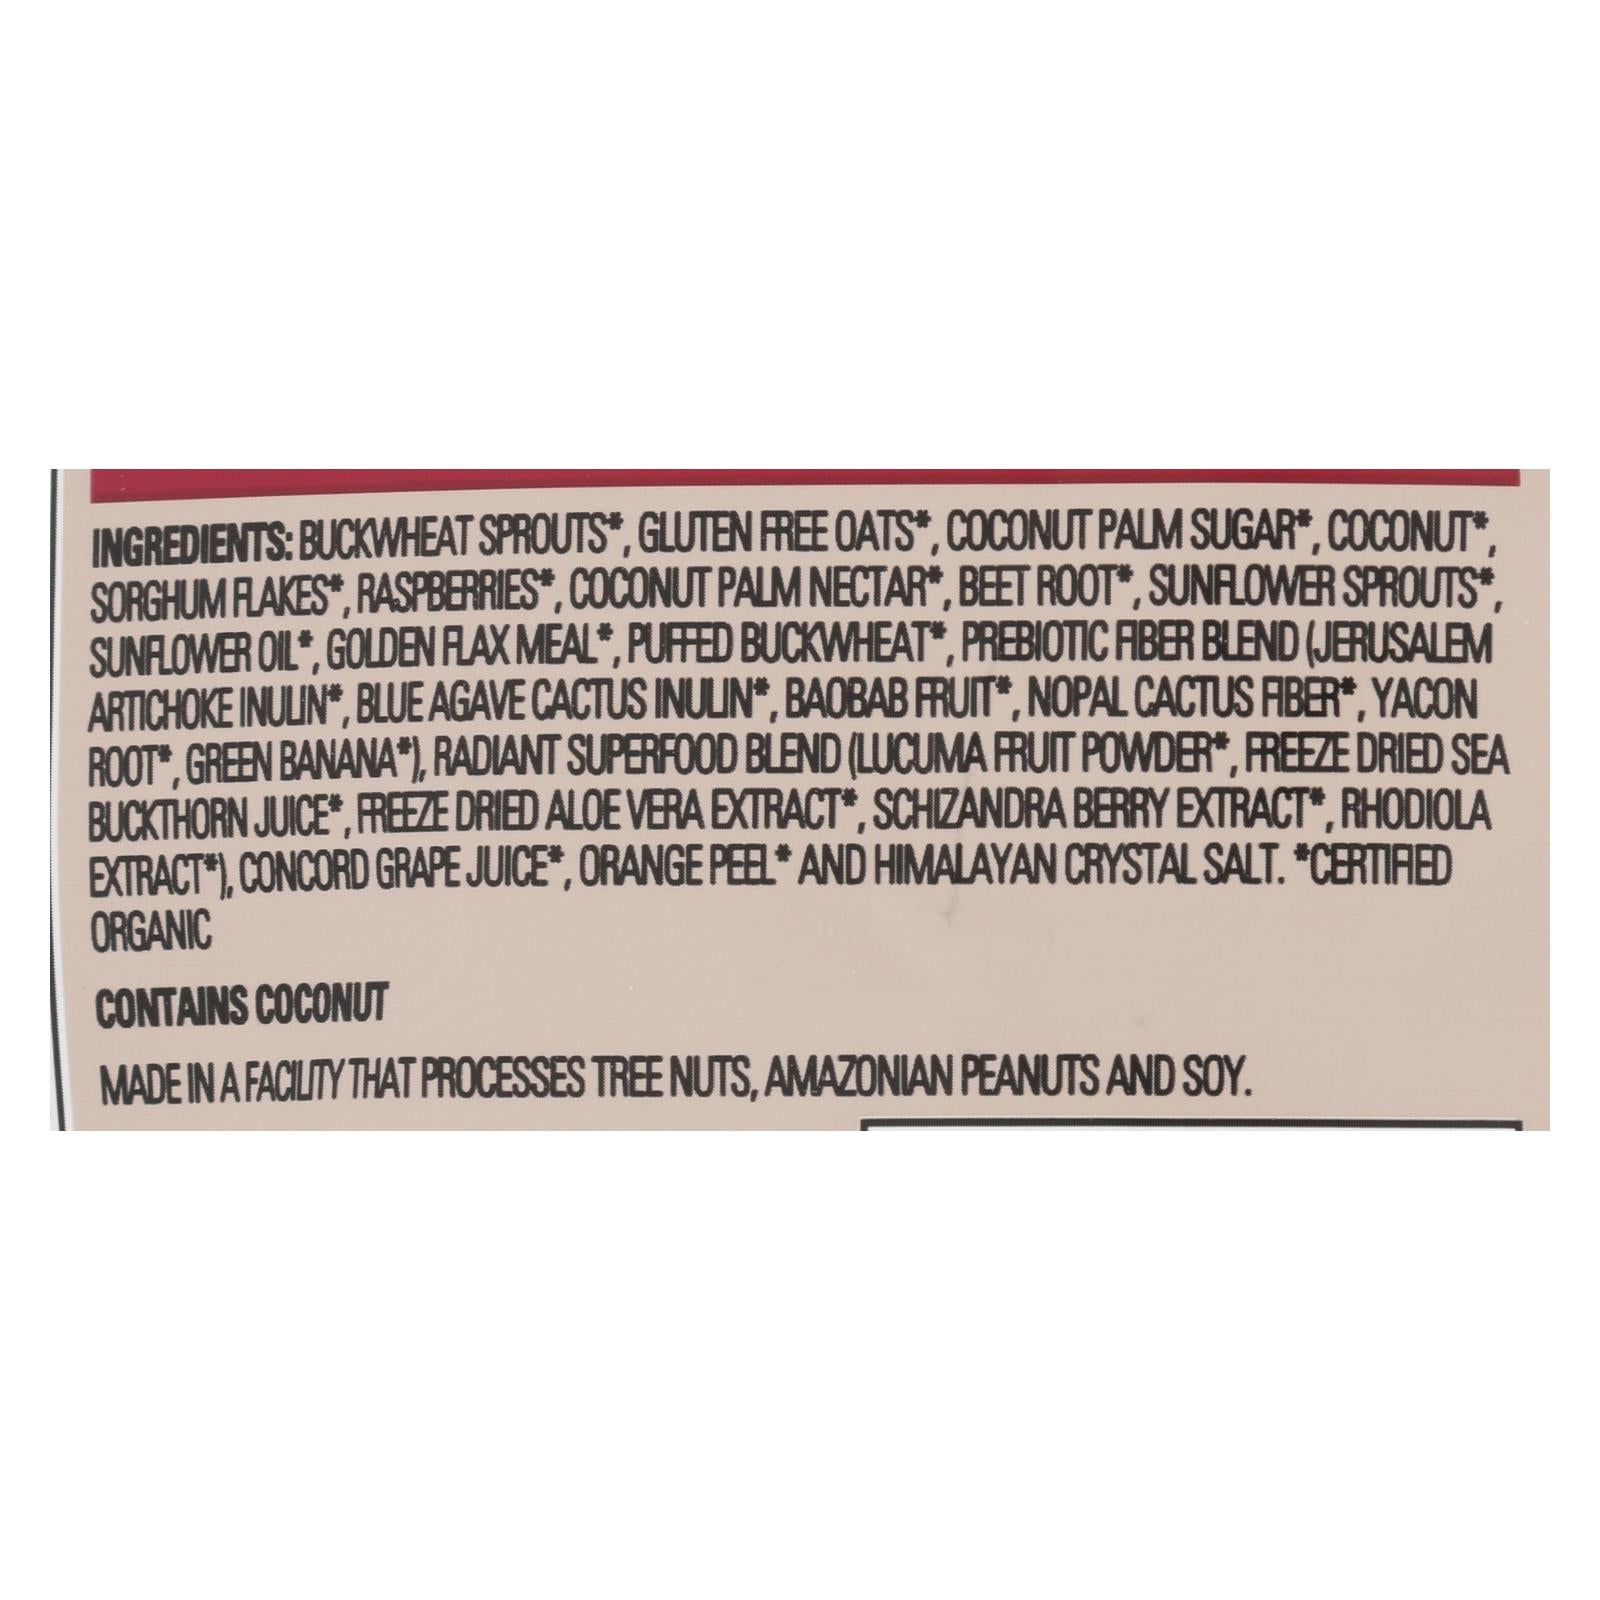 INGREDIENTS: BUCKWHEAT SPROUTS*, GLUTEN FREE OATS*, COCONUT PALM SUGAR*, COCONUT*,
SORGHUM FLAKES*, RASPBERRIES*, COCONUT PALM NECTAR*, BEET ROOT*, SUNFLOWER SPROUTS*,
SUNFLOWER OIL*, GOLDEN FLAX MEAL*, PUFFED BUCKWHEAT*, PREBIOTIC FIBER BLEND (JERUSALEM
ARTICHOKE INULIN*, BLUE AGAVE CACTUS INULIN*, BAOBAB FRUIT*, NOPAL CACTUS FIBER*, YACON
ROOT*, GREEN BANANA*), RADIANT SUPERFOOD BLEND (LUCUMA FRUIT POWDER*, FREEZE DRIED SEA
BUCKTHORN JUICE*, FREEZE DRIED ALOE VERA EXTRACT*, SCHIZANDRA BERRY EXTRACT*, RHODIOLA
EXTRACT*), CONCORD GRAPE JUICE*, ORANGE PEEL* AND HIMALAYAN CRYSTAL SALT. *CERTIFIED
ORGANIC
CONTAINS COCONUT
MADE IN A FACILITY THAT PROCESSES TREE NUTS, AMAZONIAN PEANUTS AND SOY.